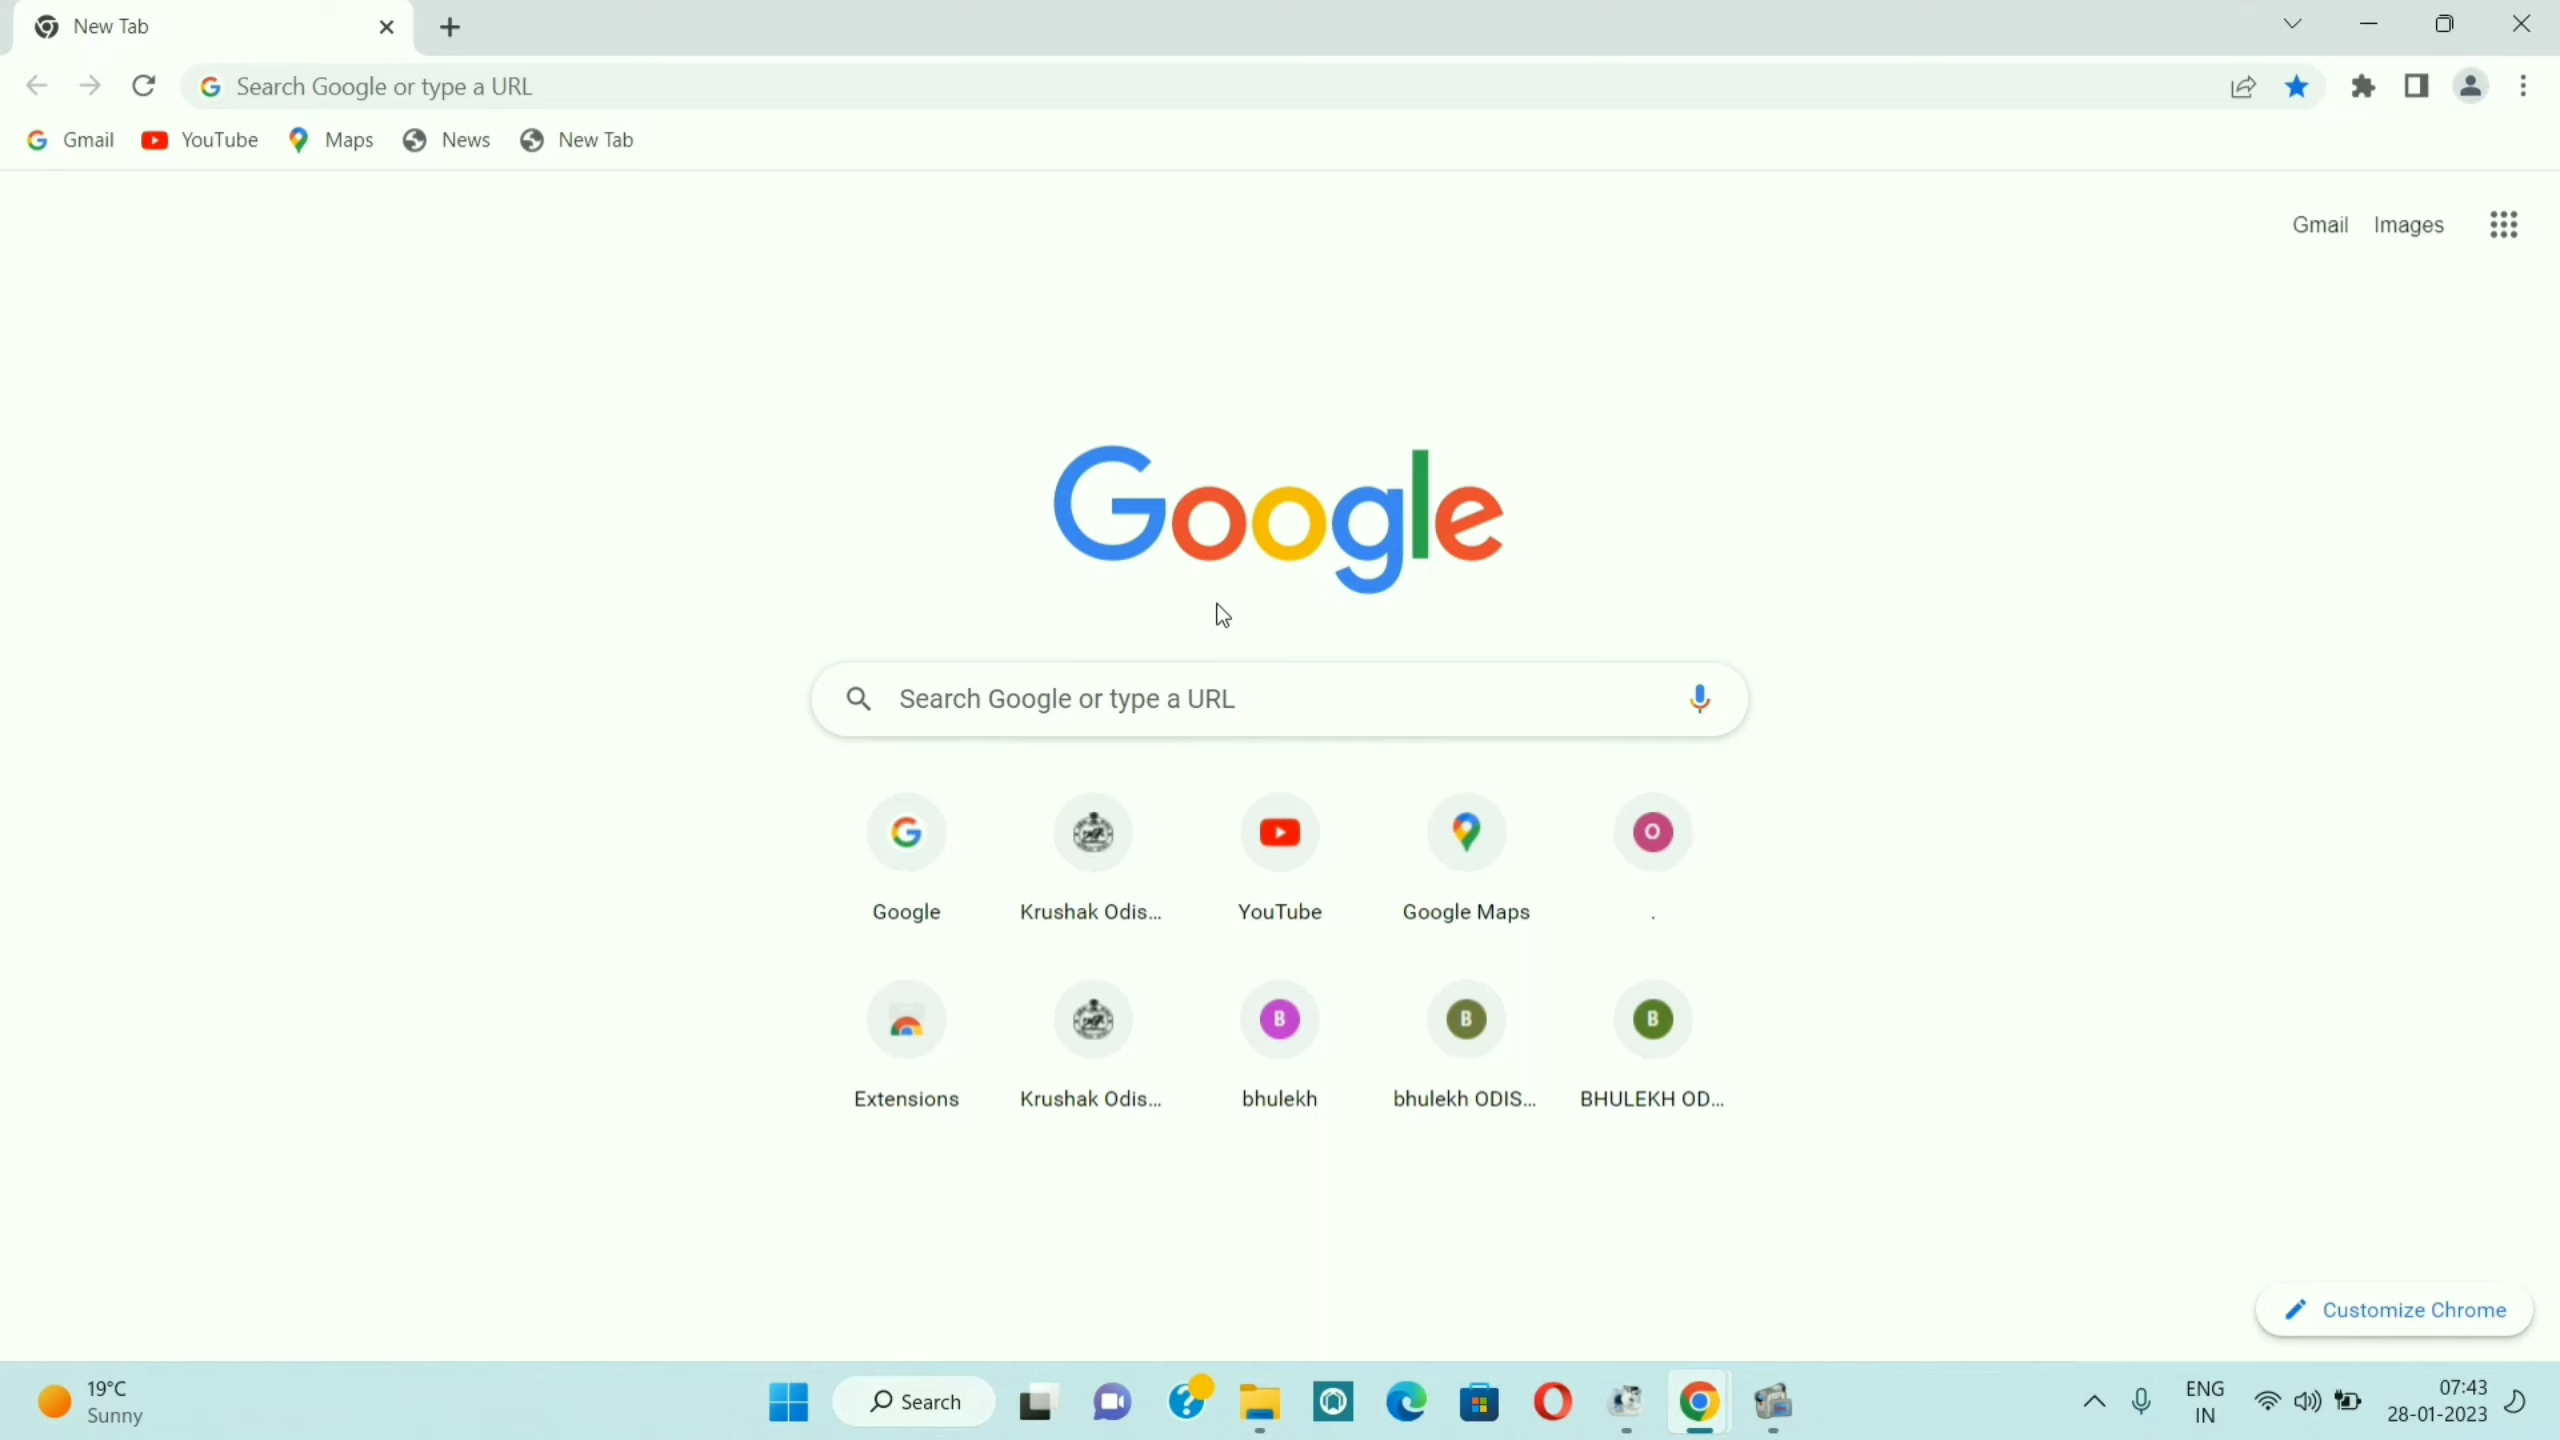 New Tab
Search Google or type a URL
Gmail YouTube Maps News New Tab
Gmail Images
Google
Search Google or type a URL
Google Krushak Odis... YouTube Google Maps .
Extensions Krushak Odis... bhulekh bhulekh ODIS... BHULEKH OD...
Customize Chrome
19°C
Sunny
Search
ENG
IN
07:43
28-01-2023